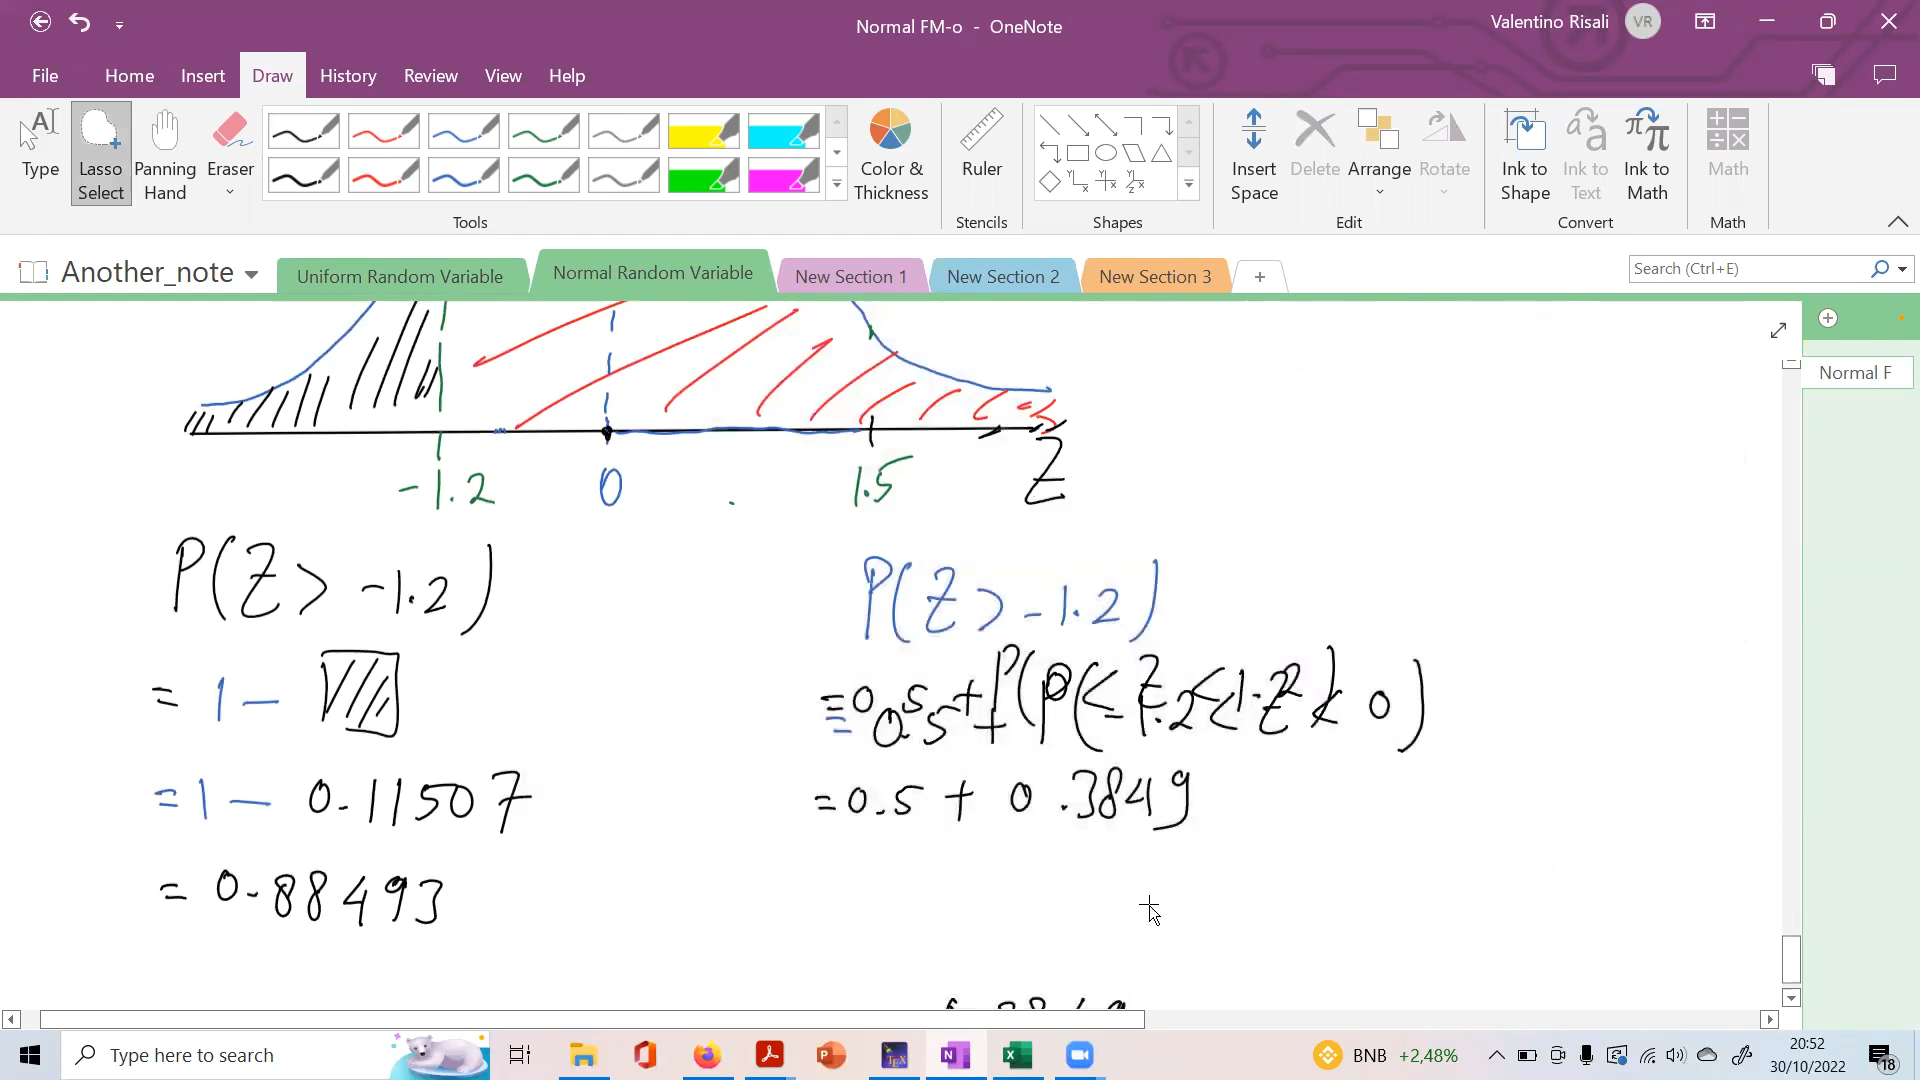 Normal FM-o - OneNote
Valentino Risali
VR
File Home Insert Draw History Review View Help
Type
Lasso Select
Panning Hand
Eraser
Color & Thickness
Ruler
Insert Space
Delete
Arrange
Rotate
Ink to Shape
Ink to Text
Ink to Math
Math
Tools Stencils Shapes Edit Convert Math
Another_note
Uniform Random Variable
Normal Random Variable
New Section 1
New Section 2
New Section 3
Search (Ctrl+E)
Normal F
-1.2 0 1.5 Z
P(Z > -1.2)
= 1 -
= 1 - 0.11507
= 0.88493
P(Z > -1.2)
= 0.5 + P(
= 0.5 + 0.3849
Type here to search
BNB +2,48%
20:52
30/10/2022
18